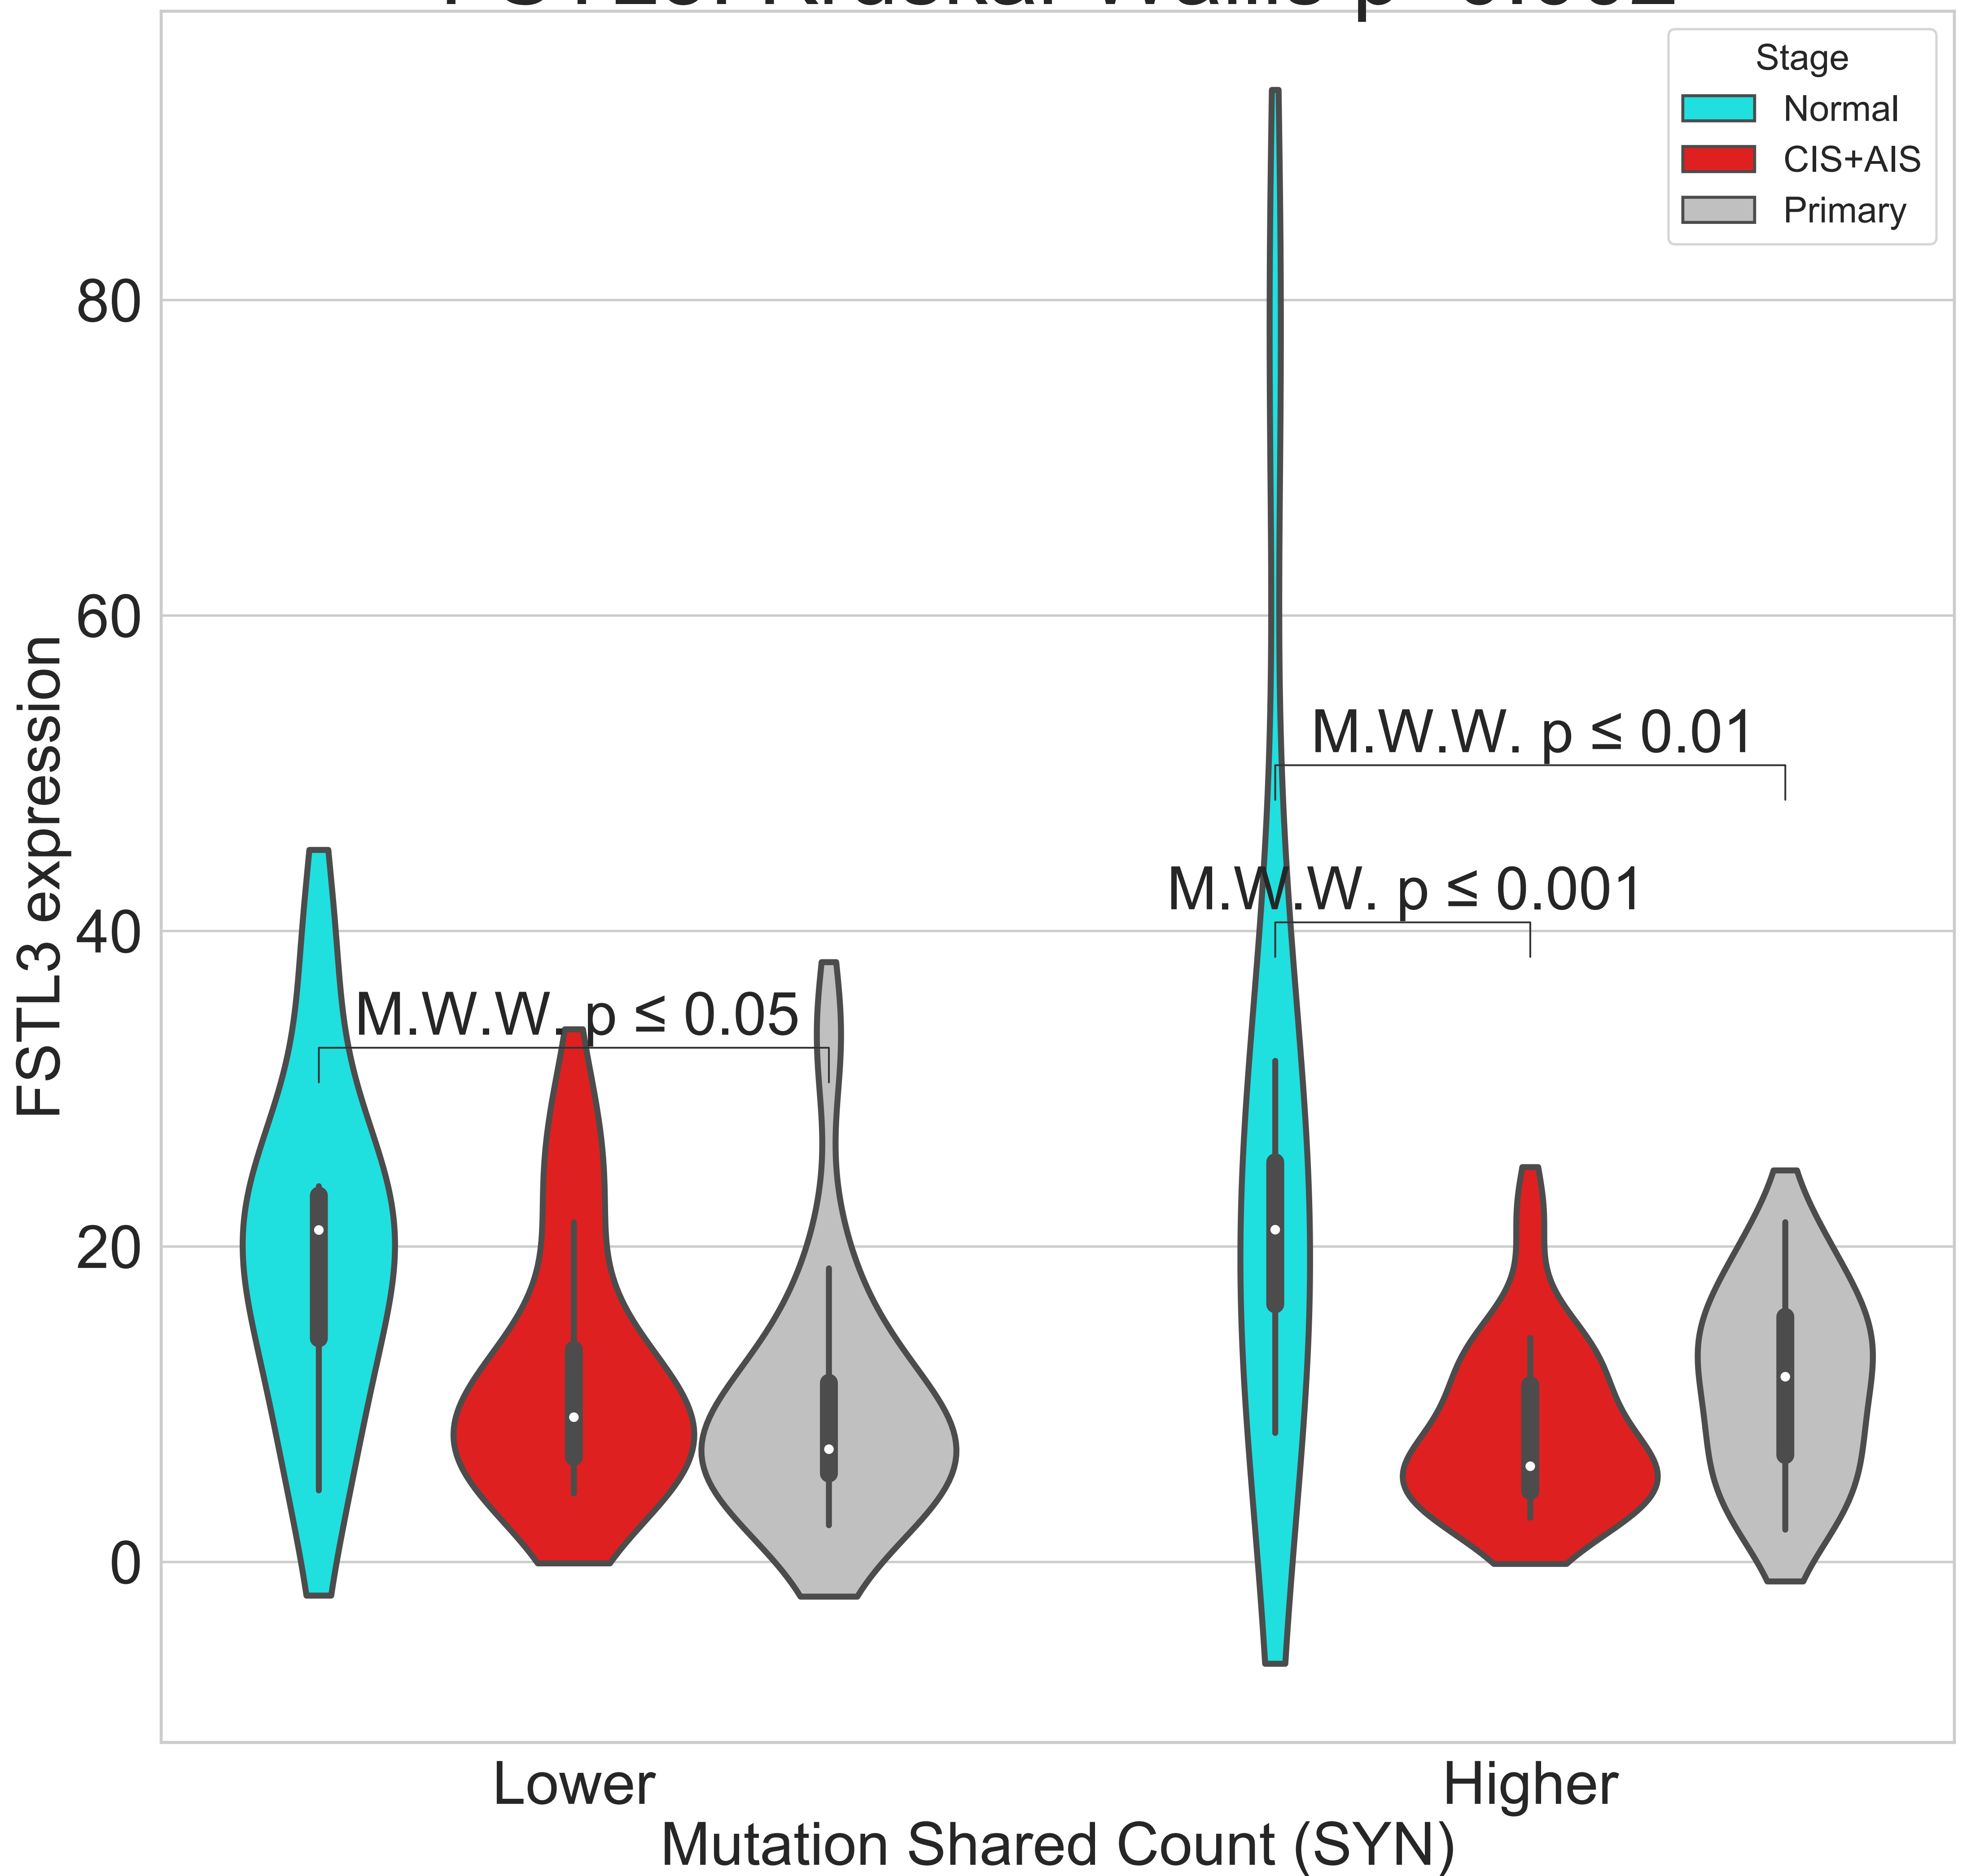 Stage
Normal
CIS+AIS
Primary
80
60
40
20
0
FSTL3 expression
M.W.W. p ≤ 0.01
M.W.W. p ≤ 0.001
M.W.W. p ≤ 0.05
Lower
Higher
Mutation Shared Count (SYN)